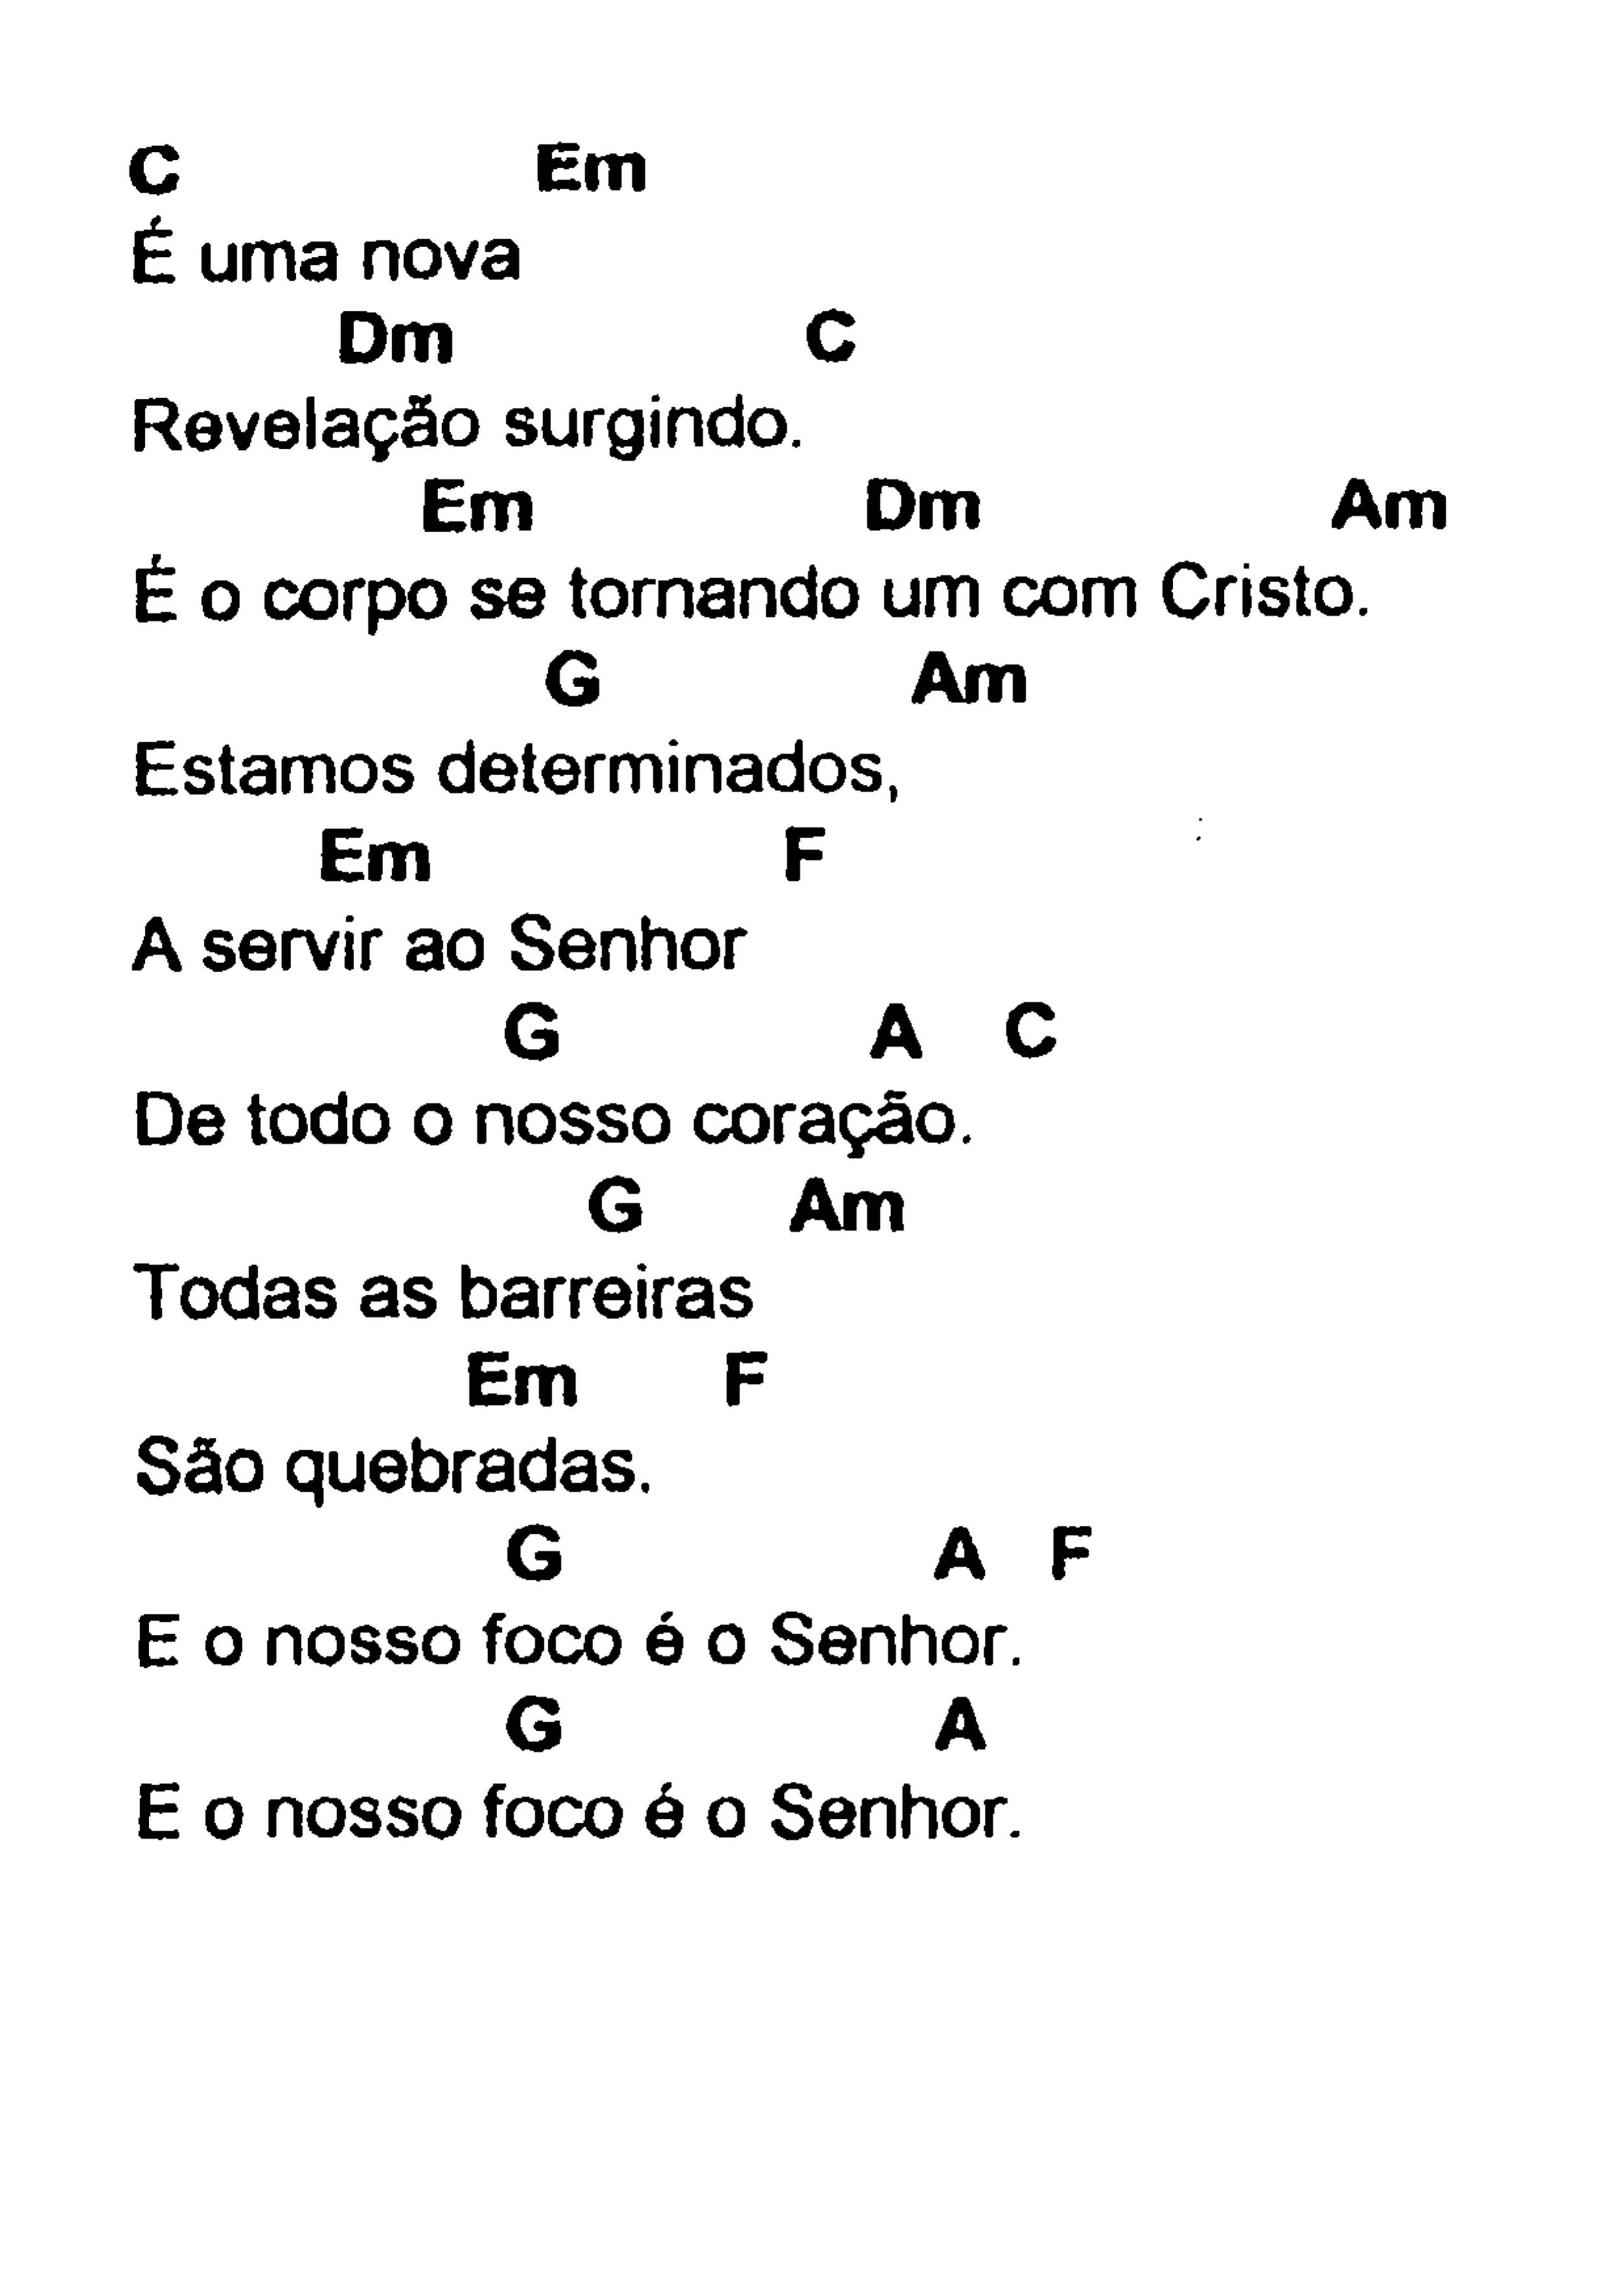 C Em
É uma nova
Dm C
Revelação surgindo.
Em Dm Am
É o corpo se tornando um com Cristo.
G Am
Estamos determinados,
Em F
A servir ao Senhor
G A C
De todo o nosso coração.
G Am
Todas as barreiras
Em F
São quebradas.
G A F
E o nosso foco é o Senhor.
G A
E o nosso foco é o Senhor.